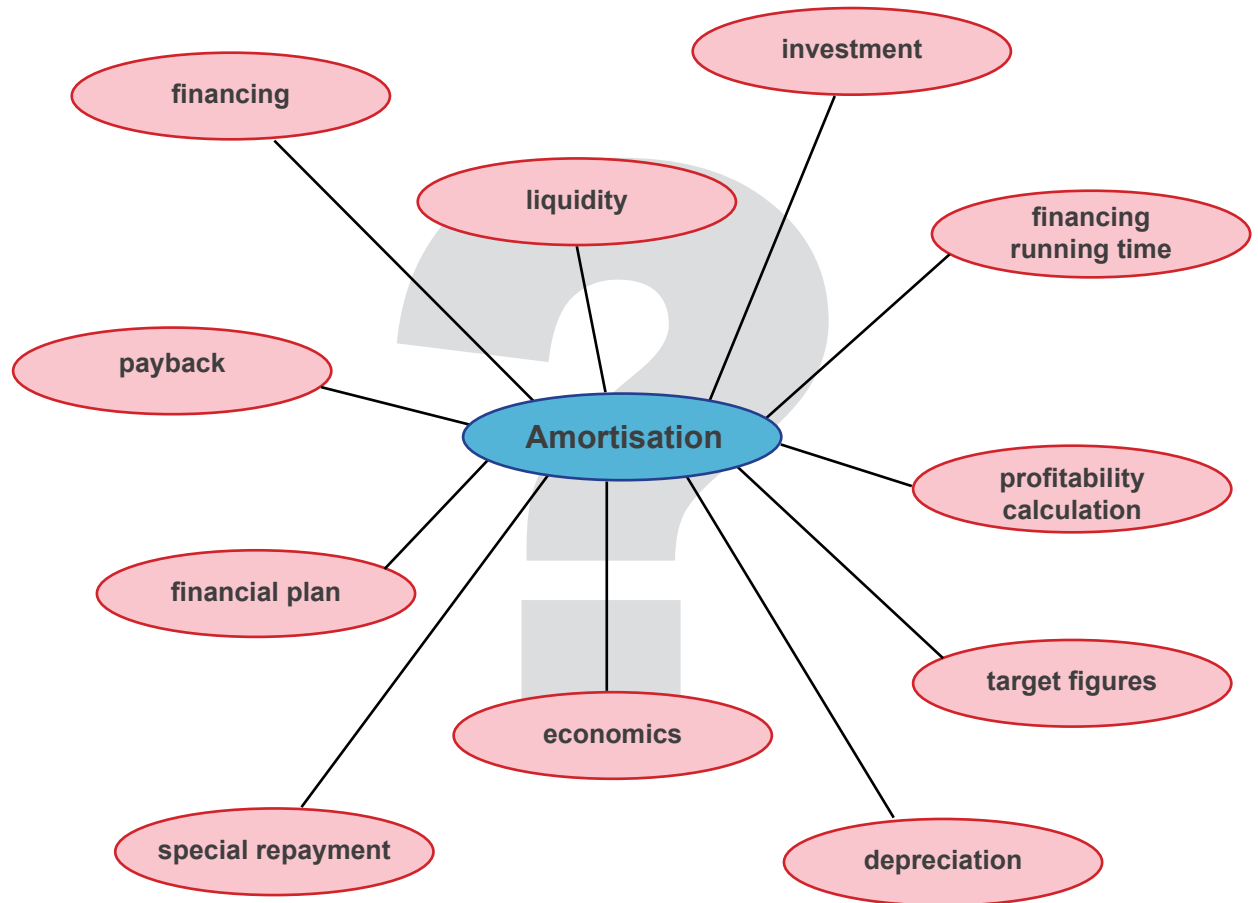 investment
financing
liquidity
financing
running time
payback
Amortisation
profitability
calculation
financial plan
target figures
economics
special repayment
depreciation